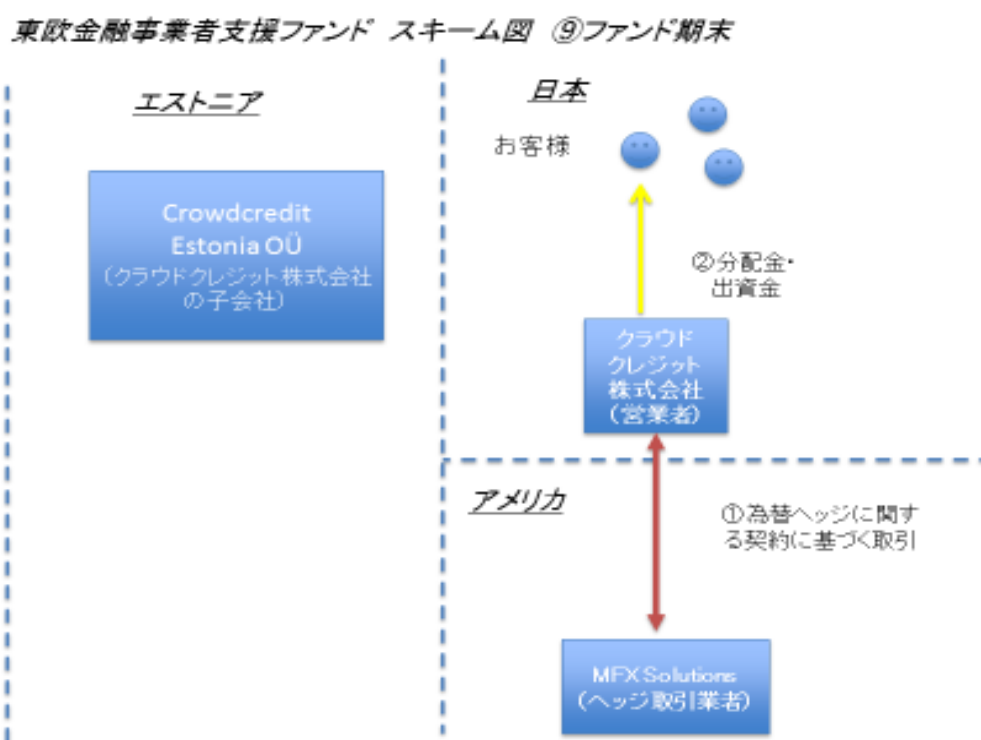 東欧金融事業者支援ファンド スキーム図 ⑨ファンド期末
エストニア
Crowdcredit
Estonia OÜ
(クラウドクレジット株式会社
の子会社)
日本
お客様
②分配金・
出資金
クラウド
クレジット
株式会社
(営業者)
アメリカ
①為替ヘッジに関す
る契約に基づく取引
MFX Solutions
(ヘッジ取引業者)